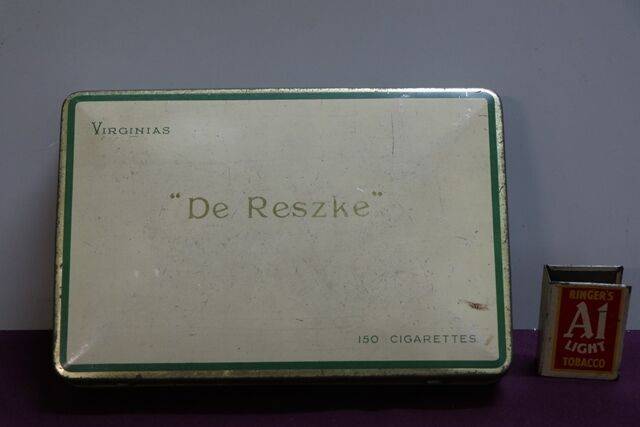 VIRGINIAS
"De Reszke"
150 CIGARETTES
RINGER'S
A1
LIGHT
TOBACCO